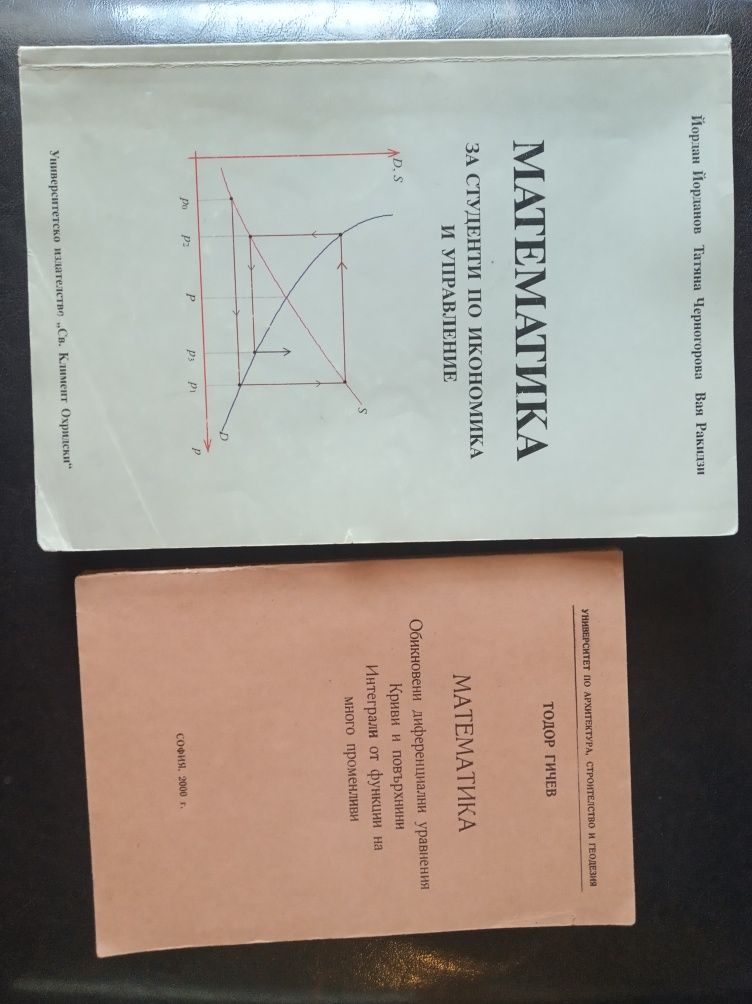 Йордан Йорданов Татяна Черногорова Вая Ракидзи
МАТЕМАТИКА
ЗА СТУДЕНТИ ПО ИКОНОМИКА
И УПРАВЛЕНИЕ
D, S
S
D
p₀ p₂ p p₃ p₁ p
Университетско издателство „Св. Климент Охридски“
УНИВЕРСИТЕТ ПО АРХИТЕКТУРА, СТРОИТЕЛСТВО И ГЕОДЕЗИЯ
ТОДОР ГИЧЕВ
МАТЕМАТИКА
Обикновени диференциални уравнения
Криви и повърхнини
Интеграли от функции на
много променливи
СОФИЯ, 2000 г.